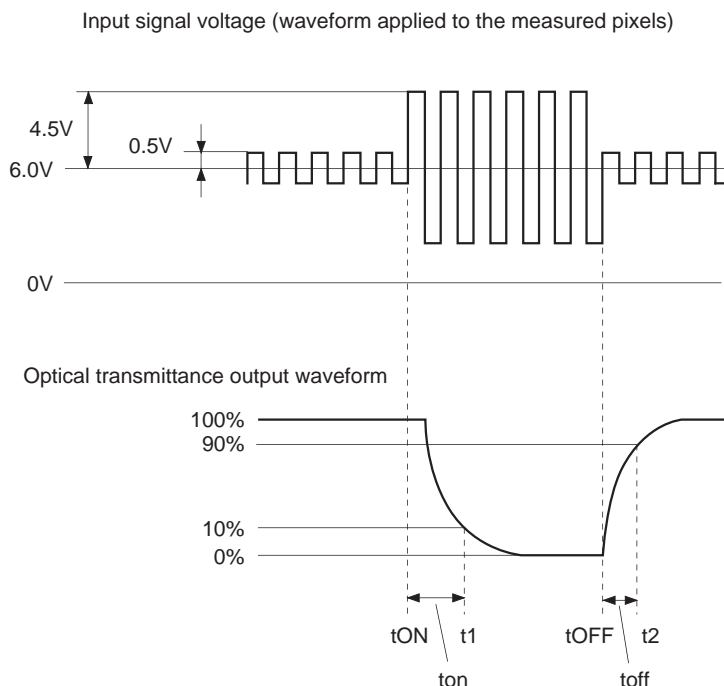 Input signal voltage (waveform applied to the measured pixels)
4.5V
0.5V
6.0V
0V
Optical transmittance output waveform
100%
90%
10%
0%
tON t1 tOFF t2
ton toff